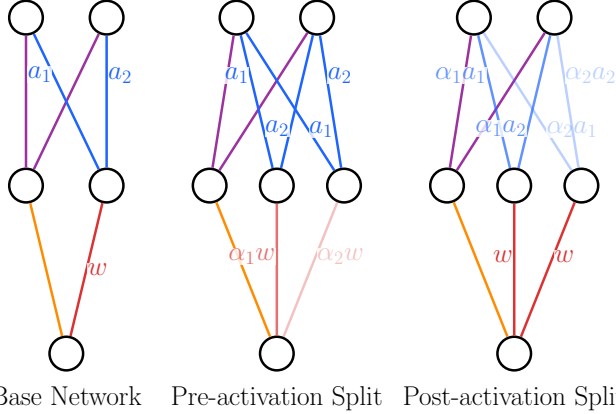 a₁ a₂
w
Base Network
a₁ a₂
a₂ a₁
α₁w α₂w
Pre-activation Split
α₁a₁ α₂a₂
α₁a₂ α₂a₁
w w
Post-activation Spli